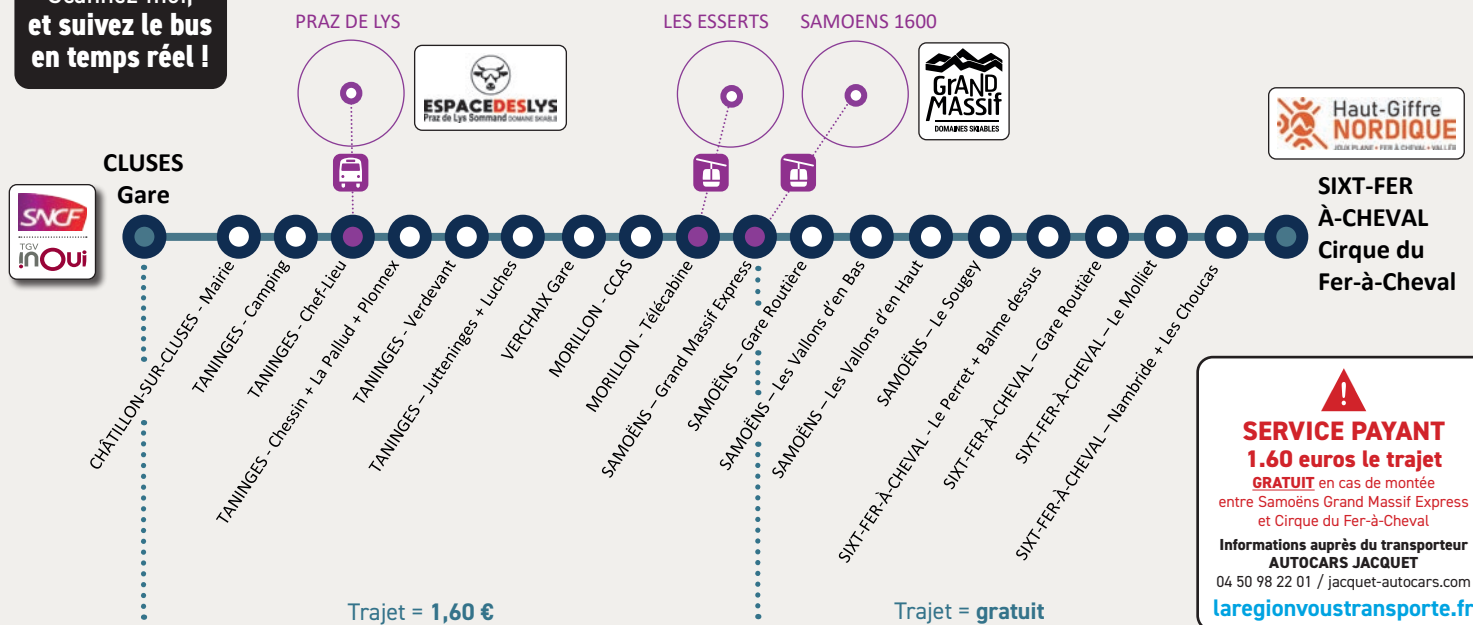 et suivez le bus
en temps réel !
PRAZ DE LYS
LES ESSERTS
SAMOENS 1600
ESPACEDESLYS
Praz de Lys Sommand DOMAINE SKIABLE
GRAND
MASSIF
DOMAINES SKIABLES
Haut-Giffre
NORDIQUE
JOUX PLANE • FER À CHEVAL • VALLÉE
SNCF
TGV
inOui
CLUSES
Gare
CHÂTILLON-SUR-CLUSES - Mairie
TANINGES - Camping
TANINGES - Chef-Lieu
TANINGES - Chessin + La Pallud + Plonnex
TANINGES - Verdevant
TANINGES – Jutteninges + Luches
VERCHAIX Gare
MORILLON - CCAS
MORILLON - Télécabine
SAMOËNS – Grand Massif Express
SAMOËNS – Gare Routière
SAMOËNS – Les Vallons d'en Bas
SAMOËNS – Les Vallons d'en Haut
SAMOËNS – Le Sougey
SIXT-FER-À-CHEVAL - Le Perret + Balme dessus
SIXT-FER-À-CHEVAL – Gare Routière
SIXT-FER-À-CHEVAL – Le Molliet
SIXT-FER-À-CHEVAL – Nambride + Les Choucas
SIXT-FER
À-CHEVAL
Cirque du
Fer-à-Cheval
Trajet = 1,60 €
Trajet = gratuit
SERVICE PAYANT
1.60 euros le trajet
GRATUIT en cas de montée
entre Samoëns Grand Massif Express
et Cirque du Fer-à-Cheval
Informations auprès du transporteur
AUTOCARS JACQUET
04 50 98 22 01 / jacquet-autocars.com
laregionvoustransporte.fr